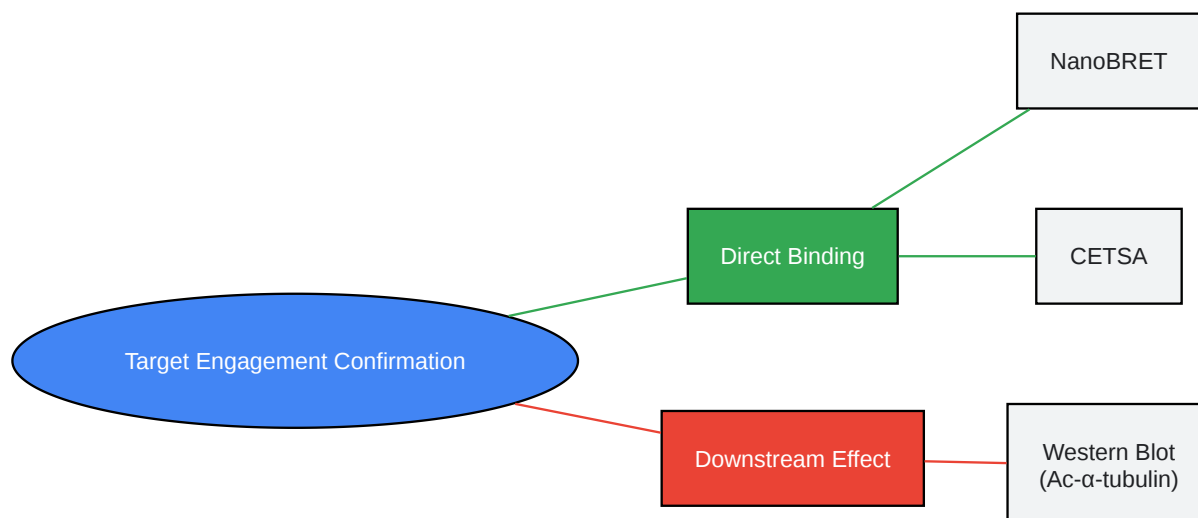 NanoBRET
Direct Binding
CETSA
Target Engagement Confirmation
Downstream Effect
Western Blot
(Ac-α-tubulin)